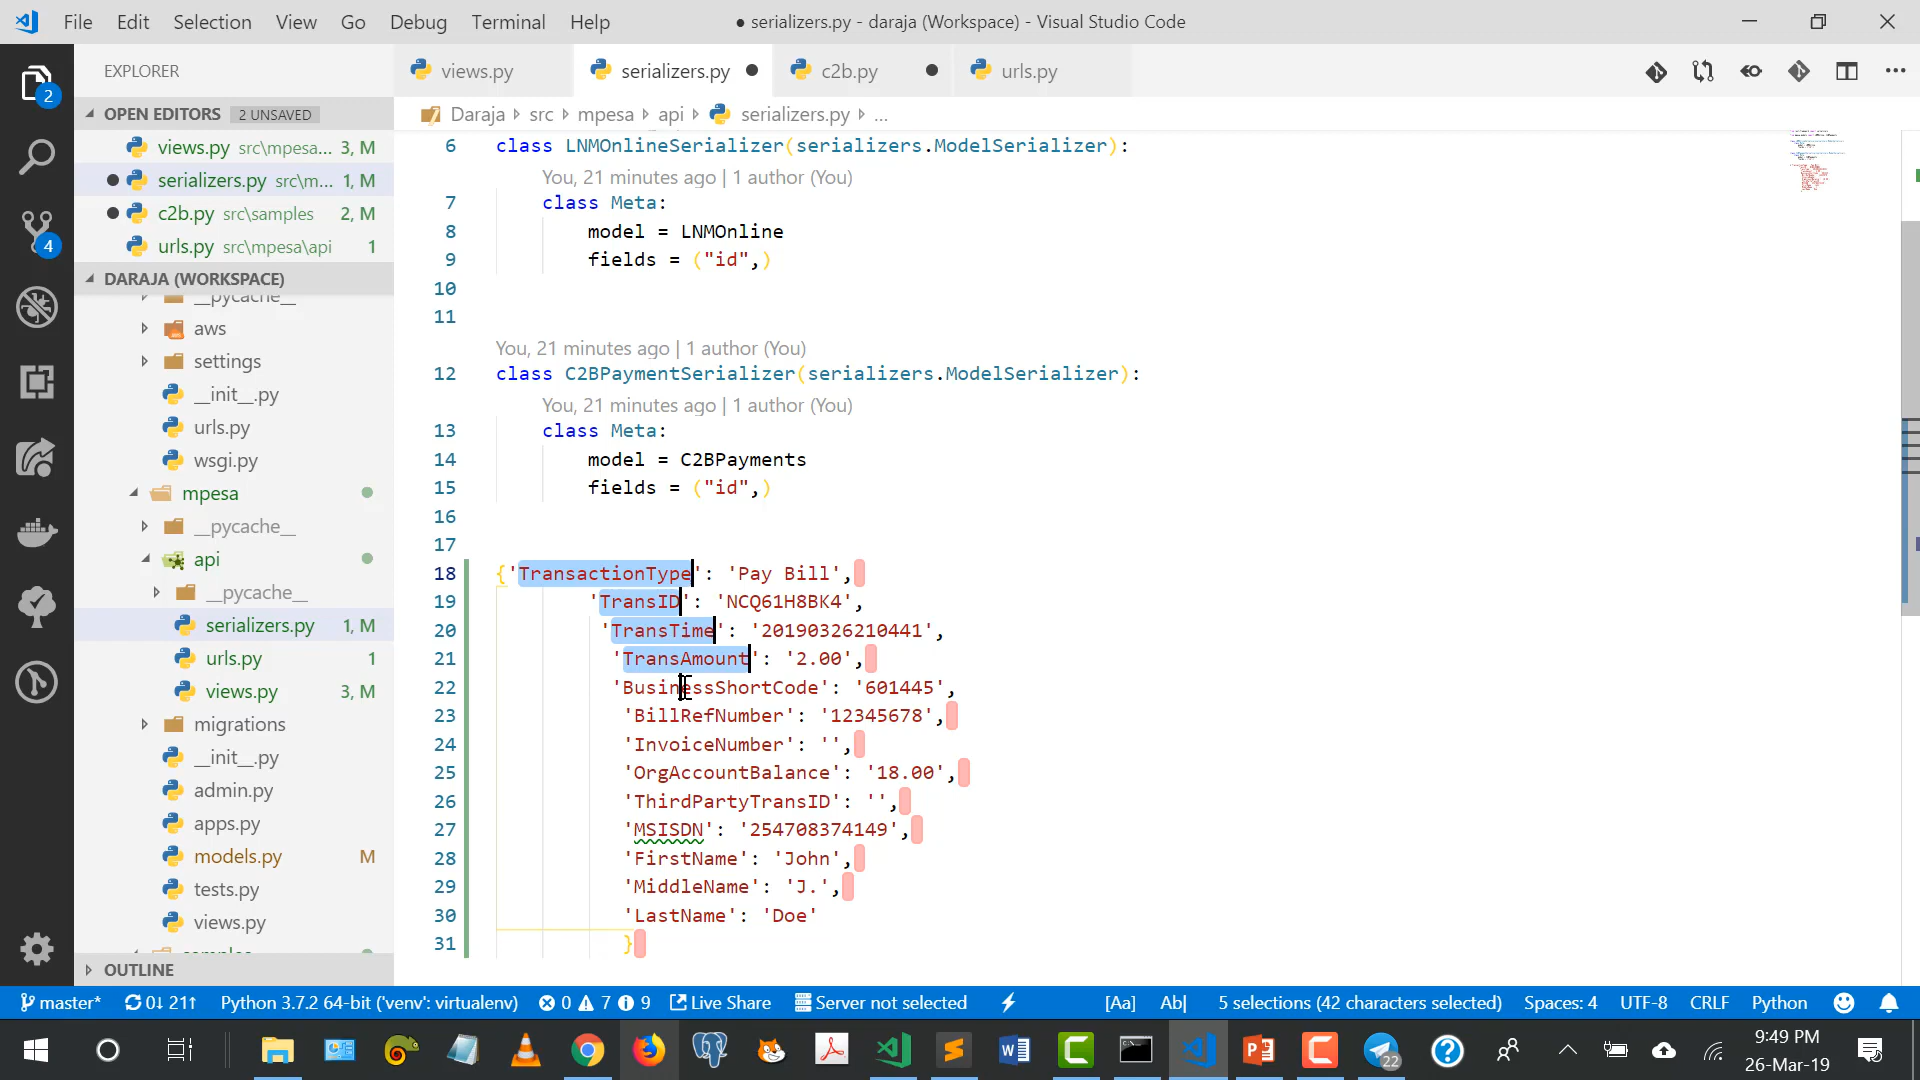 File Edit Selection View Go Debug Terminal Help
● serializers.py - daraja (Workspace) - Visual Studio Code
EXPLORER
views.py
serializers.py
c2b.py
urls.py
2
OPEN EDITORS 2 UNSAVED
views.py src\mpesa... 3, M
serializers.py src\m... 1, M
c2b.py src\samples 2, M
urls.py src\mpesa\api 1
4
DARAJA (WORKSPACE)
__pycache__
aws
settings
__init__.py
urls.py
wsgi.py
mpesa
__pycache__
api
__pycache__
serializers.py 1, M
urls.py 1
views.py 3, M
migrations
__init__.py
admin.py
apps.py
models.py M
tests.py
views.py
OUTLINE
Daraja src mpesa api serializers.py ...
6 class LNMOnlineSerializer(serializers.ModelSerializer):
You, 21 minutes ago | 1 author (You)
7 class Meta:
8 model = LNMOnline
9 fields = ("id",)
10
11
You, 21 minutes ago | 1 author (You)
12 class C2BPaymentSerializer(serializers.ModelSerializer):
You, 21 minutes ago | 1 author (You)
13 class Meta:
14 model = C2BPayments
15 fields = ("id",)
16
17
18 {'TransactionType': 'Pay Bill',
19 'TransID': 'NCQ61H8BK4',
20 'TransTime': '20190326210441',
21 'TransAmount': '2.00',
22 'BusinessShortCode': '601445',
23 'BillRefNumber': '12345678',
24 'InvoiceNumber': '',
25 'OrgAccountBalance': '18.00',
26 'ThirdPartyTransID': '',
27 'MSISDN': '254708374149',
28 'FirstName': 'John',
29 'MiddleName': 'J.',
30 'LastName': 'Doe'
31 }
master* 0↓ 21↑ Python 3.7.2 64-bit ('venv': virtualenv) 0 7 9 Live Share Server not selected [Aa] Ab| 5 selections (42 characters selected) Spaces: 4 UTF-8 CRLF Python
22
9:49 PM
26-Mar-19